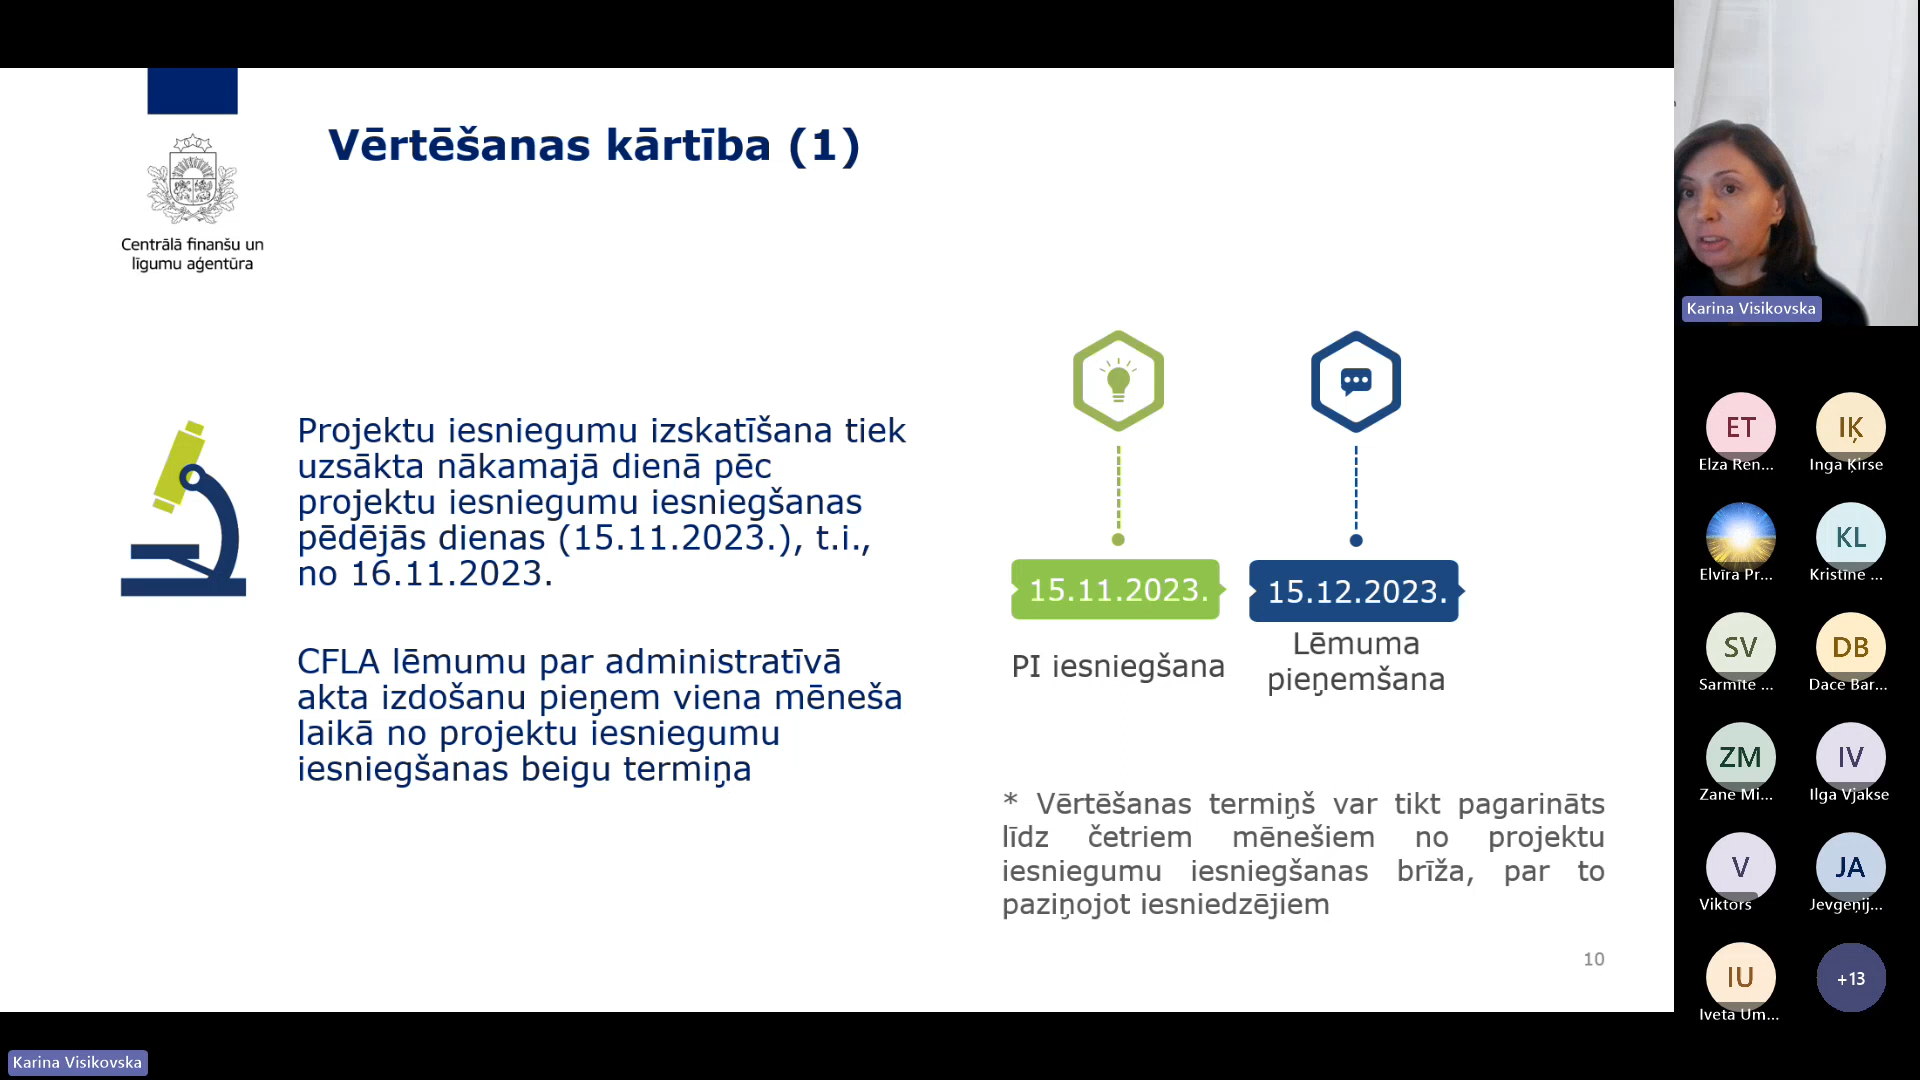 Vērtēšanas kārtība (1)
Centrālā finanšu un
līgumu aģentūra
Projektu iesniegumu izskatīšana tiek
uzsākta nākamajā dienā pēc
projektu iesniegumu iesniegšanas
pēdējās dienas (15.11.2023.), t.i.,
no 16.11.2023.
CFLA lēmumu par administratīvā
akta izdošanu pieņem viena mēneša
laikā no projektu iesniegumu
iesniegšanas beigu termiņa
15.11.2023.
PI iesniegšana
15.12.2023.
Lēmuma
pieņemšana
* Vērtēšanas termiņš var tikt pagarināts
līdz četriem mēnešiem no projektu
iesniegumu iesniegšanas brīža, par to
paziņojot iesniedzējiem
10
Karina Visikovska
ET
Elza Ren...
IĶ
Inga Ķirse
Elvīra Pr...
KL
Kristīne ...
SV
Sarmīte ...
DB
Dace Bar...
ZM
Zane Mi...
IV
Ilga Vjakse
V
Viktors
JA
Jevgeņij...
IU
Iveta Um...
+13
Karina Visikovska